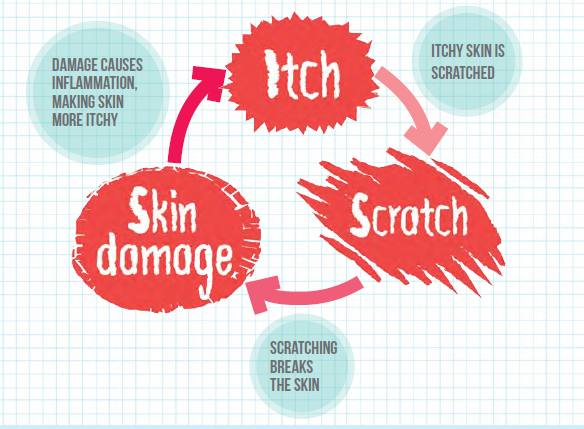 Itch
ITCHY SKIN IS
SCRATCHED
Scratch
SCRATCHING
BREAKS
THE SKIN
Skin
damage
DAMAGE CAUSES
INFLAMMATION,
MAKING SKIN
MORE ITCHY